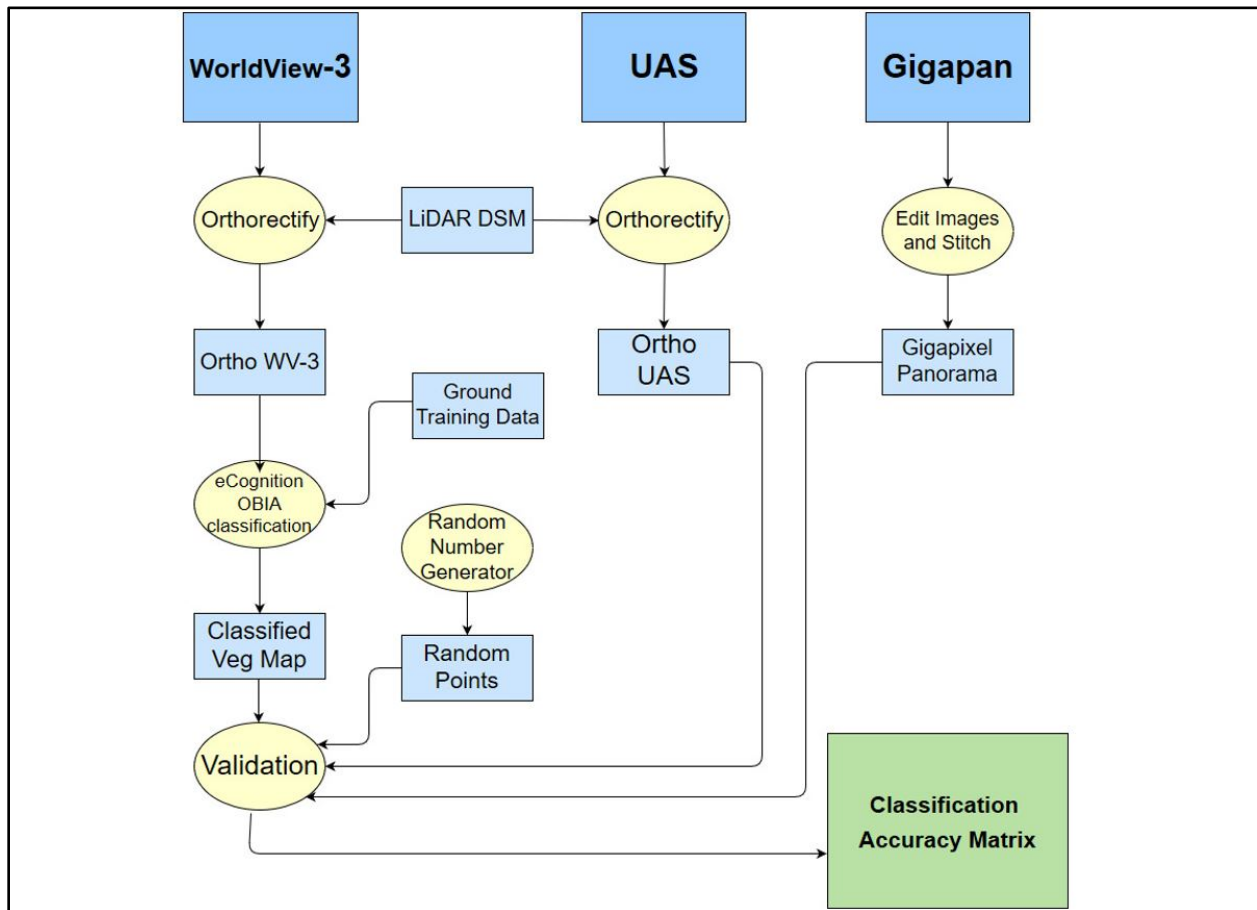 WorldView-3
UAS
Gigapan
Orthorectify
LiDAR DSM
Orthorectify
Edit Images
and Stitch
Ortho WV-3
Ortho
UAS
Gigapixel
Panorama
Ground
Training Data
eCognition
OBIA
classification
Random
Number
Generator
Classified
Veg Map
Random
Points
Validation
Classification
Accuracy Matrix